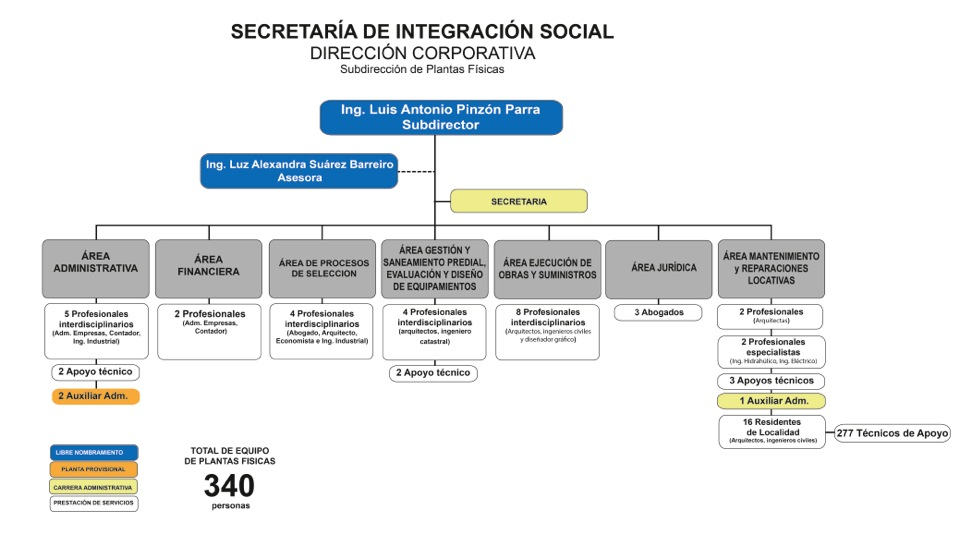 SECRETARÍA DE INTEGRACIÓN SOCIAL
DIRECCIÓN CORPORATIVA
Subdirección de Plantas Físicas
Ing. Luis Antonio Pinzón Parra
Subdirector
Ing. Luz Alexandra Suárez Barreiro
Asesora
SECRETARIA
ÁREA
ADMINISTRATIVA
5 Profesionales
interdisciplinarios
(Adm. Empresas, Contador,
Ing. Industrial)
2 Apoyo técnico
2 Auxiliar Adm.
ÁREA
FINANCIERA
2 Profesionales
(Adm. Empresas,
Contador)
ÁREA DE PROCESOS
DE SELECCION
4 Profesionales
interdisciplinarios
(Abogado, Arquitecto,
Economista e Ing. Industrial)
ÁREA GESTIÓN Y
SANEAMIENTO PREDIAL,
EVALUACIÓN Y DISEÑO
DE EQUIPAMIENTOS
4 Profesionales
interdisciplinarios
(arquitectos, ingeniero
catastral)
2 Apoyo técnico
ÁREA EJECUCIÓN DE
OBRAS Y SUMINISTROS
8 Profesionales
interdisciplinarios
(Arquitectos, ingenieros civiles
y diseñador gráfico)
ÁREA JURÍDICA
3 Abogados
ÁREA MANTENIMIENTO
y REPARACIONES
LOCATIVAS
2 Profesionales
(Arquitectas)
2 Profesionales
especialistas
(Ing. Hidrahúlico, Ing. Eléctrico)
3 Apoyos técnicos
1 Auxiliar Adm.
16 Residentes
de Localidad
(Arquitectos, ingenieros civiles)
277 Técnicos de Apoyo
LIBRE NOMBRAMIENTO
PLANTA PROVISIONAL
CARRERA ADMINISTRATIVA
PRESTACIÓN DE SERVICIOS
TOTAL DE EQUIPO
DE PLANTAS FISICAS
340
personas